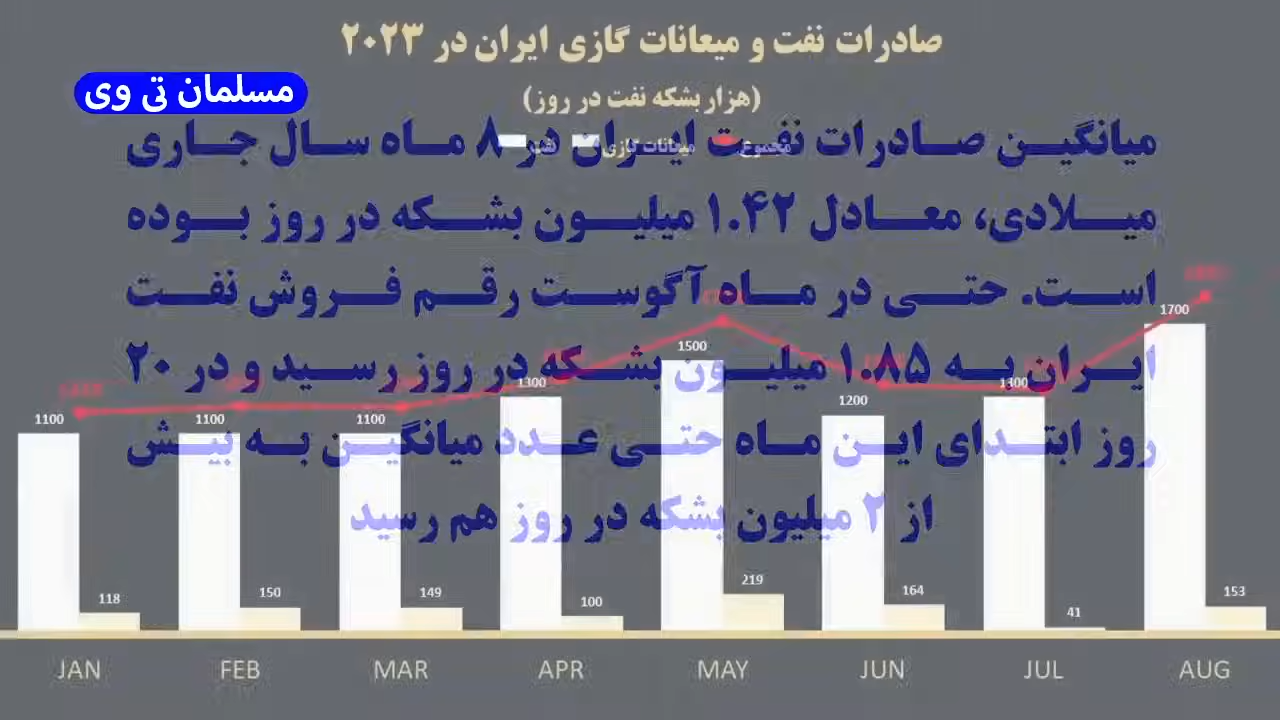 صادرات نفت و میعانات گازی ایران در ۲۰۲۳
مسلمان تی وی
(هزار بشکه نفت در روز)
مجموع میعانات گازی نفت
میانگین صادرات نفت ایران در ۸ ماه سال جاری
میلادی، معادل ۱.۴۲ میلیون بشکه در روز بوده
است. حتی در ماه آگوست رقم فروش نفت
ایران به ۱.۸۵ میلیون بشکه در روز رسید و در ۲۰
روز ابتدای این ماه حتی عدد میانگین به بیش
از ۲ میلیون بشکه در روز هم رسید
1100 1100 1100 1300 1500 1200 1300 1700
118 150 149 100 219 164 41 153
JAN FEB MAR APR MAY JUN JUL AUG